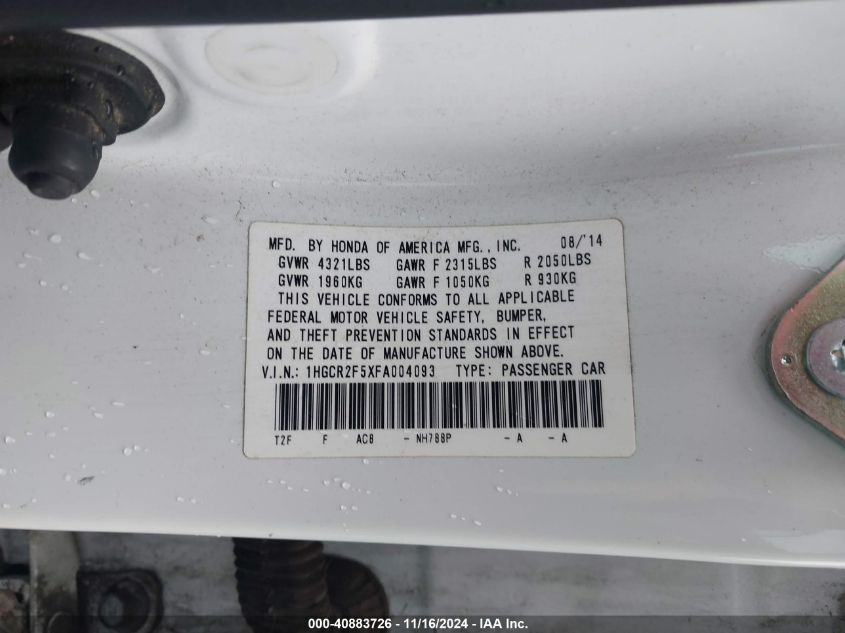 MFD. BY HONDA OF AMERICA MFG., INC. 08/'14
GVWR 4321LBS GAWR F 2315LBS R 2050LBS
GVWR 1960KG GAWR F 1050KG R 930KG
THIS VEHICLE CONFORMS TO ALL APPLICABLE
FEDERAL MOTOR VEHICLE SAFETY, BUMPER,
AND THEFT PREVENTION STANDARDS IN EFFECT
ON THE DATE OF MANUFACTURE SHOWN ABOVE.
V.I.N.: 1HGCR2F5XFA004093 TYPE: PASSENGER CAR
T2F F AC8 - NH788P - A - A
000-40883726 - 11/16/2024 - IAA Inc.